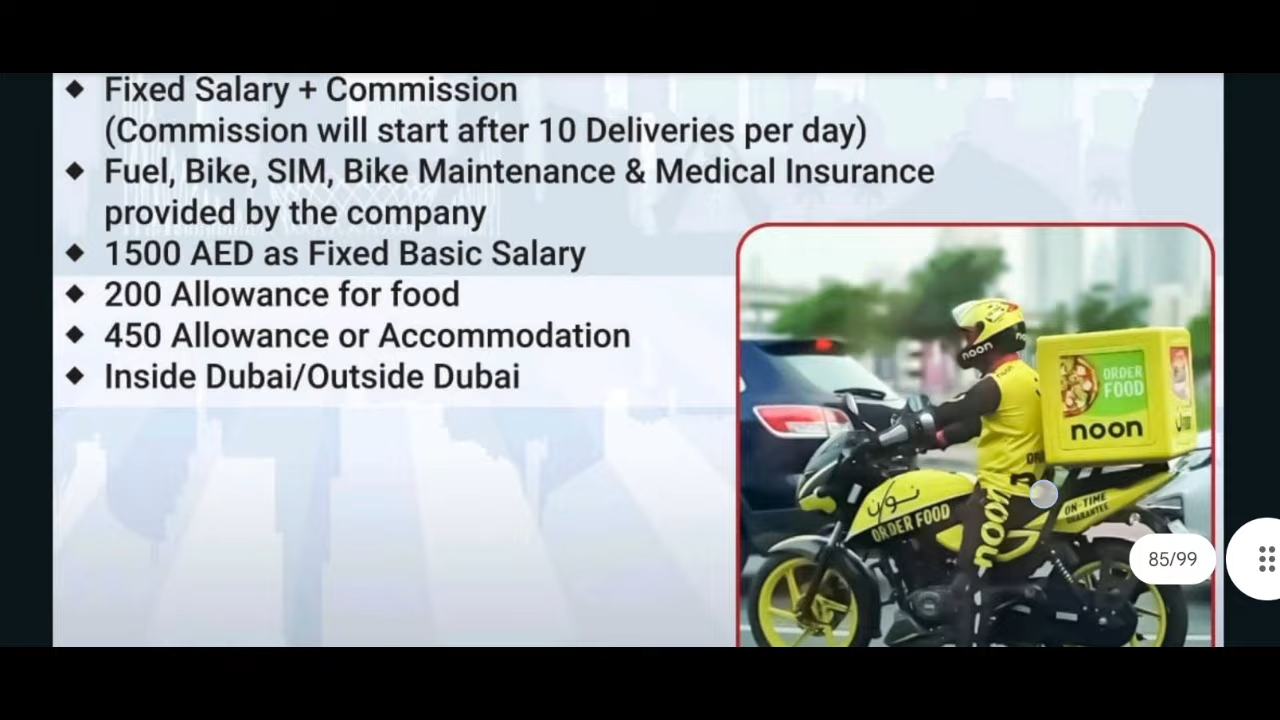 ◆ Fixed Salary + Commission
(Commission will start after 10 Deliveries per day)
◆ Fuel, Bike, SIM, Bike Maintenance & Medical Insurance
provided by the company
◆ 1500 AED as Fixed Basic Salary
◆ 200 Allowance for food
◆ 450 Allowance or Accommodation
◆ Inside Dubai/Outside Dubai
noon
ORDER
FOOD
noon
نون
ORDER FOOD
noon
ON-TIME
GUARANTEE
85/99